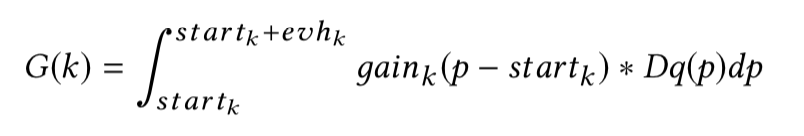 G(k) = ∫_{start_k}^{start_k+evh_k} gain_k(p − start_k) * Dq(p)dp